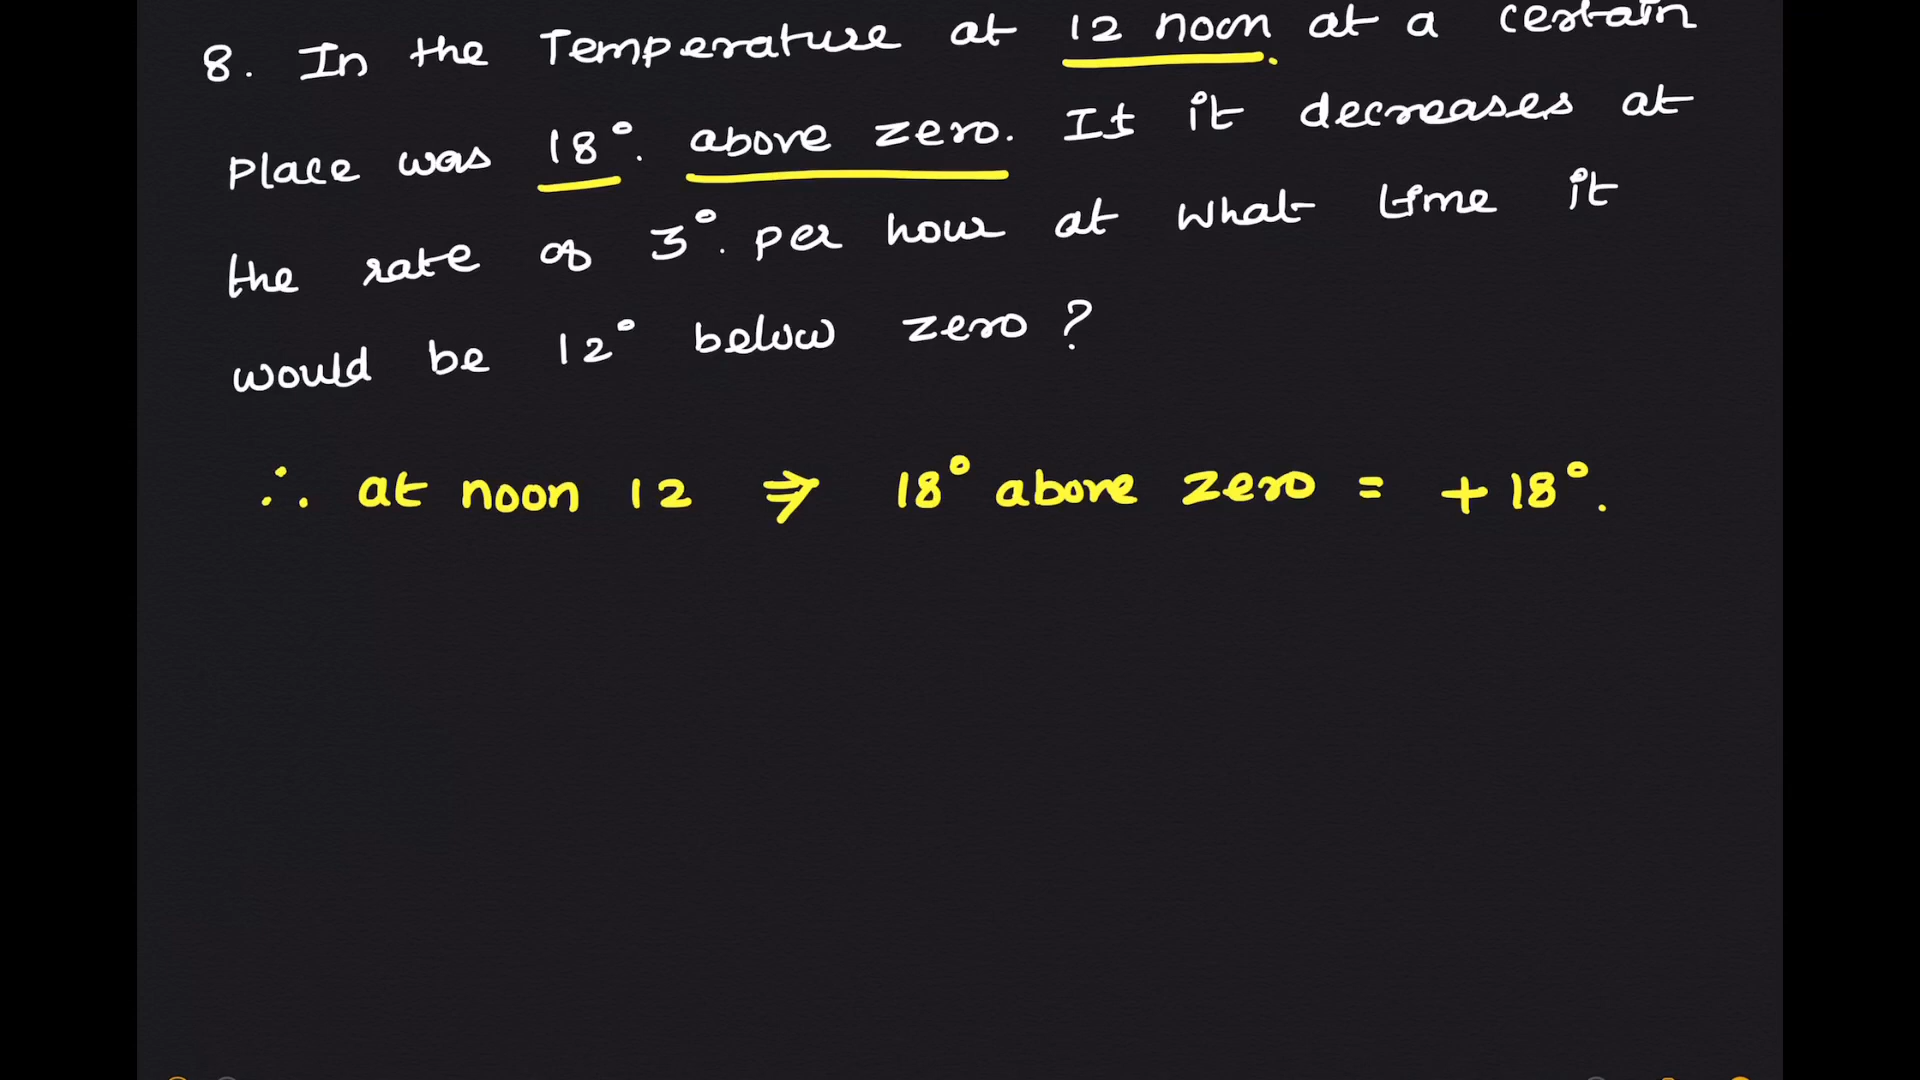 8. In the Temperature at 12 noon at a certain
place was 18°. above zero. If it decreases at
the rate of 3°. per hour at what time it
would be 12° below zero ?
∴ at noon 12 ⇒ 18° above zero = +18°.